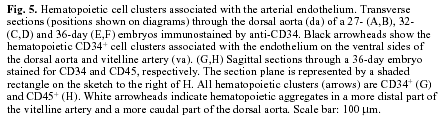 Fig. 5. Hematopoietic cell clusters associated with the arterial endothelium. Transverse
sections (positions shown on diagrams) through the dorsal aorta (da) of a 27- (A,B), 32-
(C,D) and 36-day (E,F) embryos immunostained by anti-CD34. Black arrowheads show the
hematopoietic CD34⁺ cell clusters associated with the endothelium on the ventral sides of
the dorsal aorta and vitelline artery (va). (G,H) Sagittal sections through a 36-day embryo
stained for CD34 and CD45, respectively. The section plane is represented by a shaded
rectangle on the sketch to the right of H. All hematopoietic clusters (arrows) are CD34⁺ (G)
and CD45⁺ (H). White arrowheads indicate hematopoietic aggregates in a more distal part of
the vitelline artery and a more caudal part of the dorsal aorta. Scale bar: 100 μm.